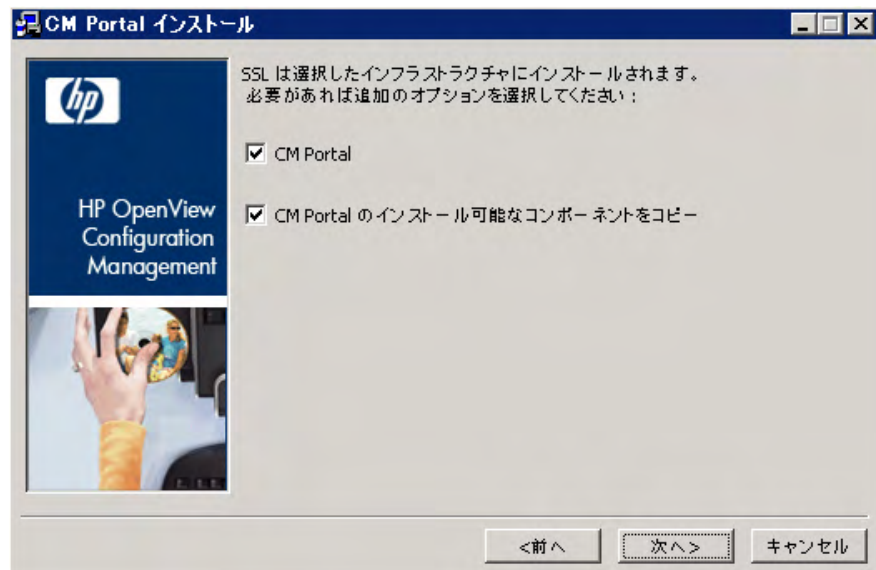 CM Portal インストール
hp
HP OpenView
Configuration
Management
SSL は選択したインフラストラクチャにインストールされます。
必要があれば追加のオプションを選択してください：
CM Portal
CM Portal のインストール可能なコンポーネントをコピー
<前へ
次へ>
キャンセル